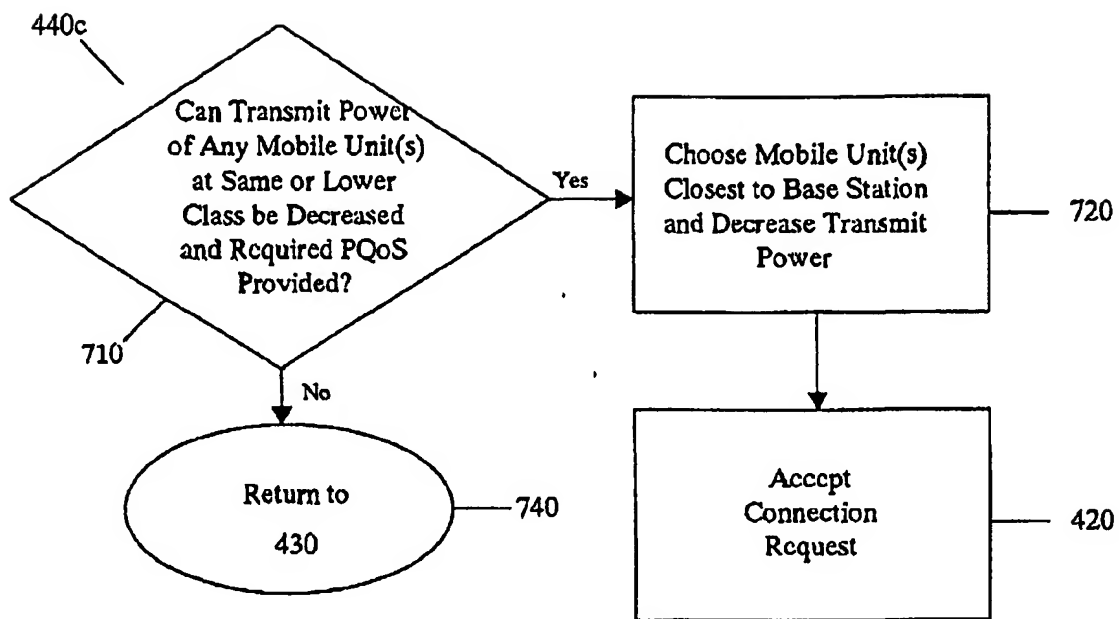 440c
Can Transmit Power
of Any Mobile Unit(s)
at Same or Lower
Class be Decreased
and Required PQoS
Provided?
710
Yes
Choose Mobile Unit(s)
Closest to Base Station
and Decrease Transmit
Power
720
No
Return to
430
740
Accept
Connection
Request
420